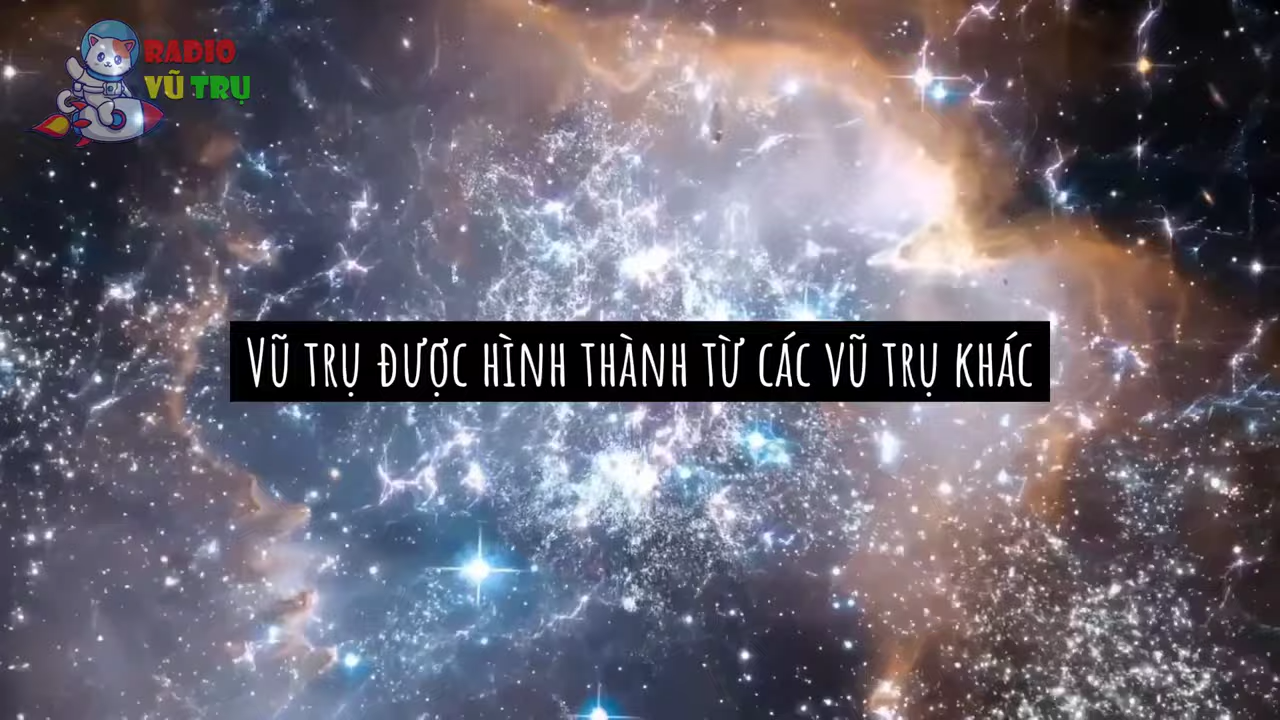 RADIO
VŨ TRỤ
Vũ trụ được hình thành từ các vũ trụ khác